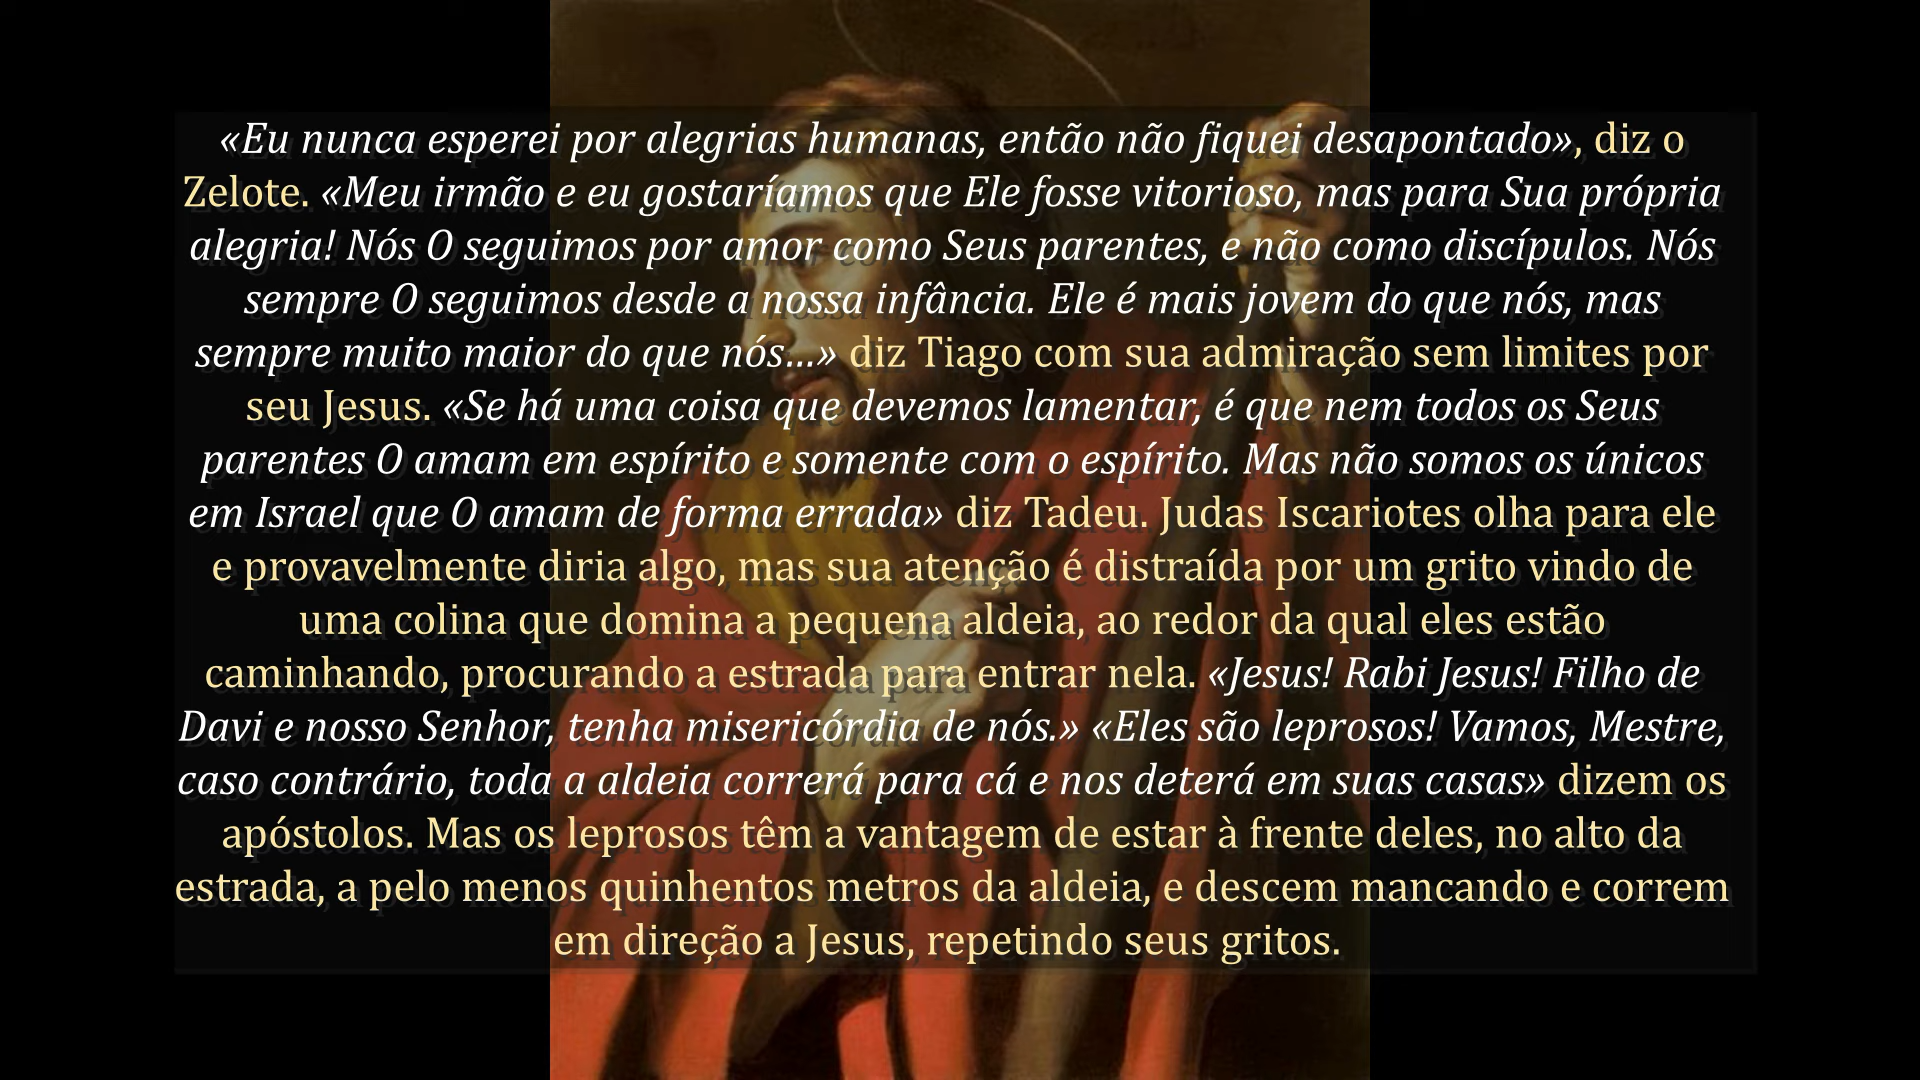 «Eu nunca esperei por alegrias humanas, então não fiquei desapontado», diz o
Zelote. «Meu irmão e eu gostaríamos que Ele fosse vitorioso, mas para Sua própria
alegria! Nós O seguimos por amor como Seus parentes, e não como discípulos. Nós
sempre O seguimos desde a nossa infância. Ele é mais jovem do que nós, mas
sempre muito maior do que nós...» diz Tiago com sua admiração sem limites por
seu Jesus. «Se há uma coisa que devemos lamentar, é que nem todos os Seus
parentes O amam em espírito e somente com o espírito. Mas não somos os únicos
em Israel que O amam de forma errada» diz Tadeu. Judas Iscariotes olha para ele
e provavelmente diria algo, mas sua atenção é distraída por um grito vindo de
uma colina que domina a pequena aldeia, ao redor da qual eles estão
caminhando, procurando a estrada para entrar nela. «Jesus! Rabi Jesus! Filho de
Davi e nosso Senhor, tenha misericórdia de nós.» «Eles são leprosos! Vamos, Mestre,
caso contrário, toda a aldeia correrá para cá e nos deterá em suas casas» dizem os
apóstolos. Mas os leprosos têm a vantagem de estar à frente deles, no alto da
estrada, a pelo menos quinhentos metros da aldeia, e descem mancando e correm
em direção a Jesus, repetindo seus gritos.